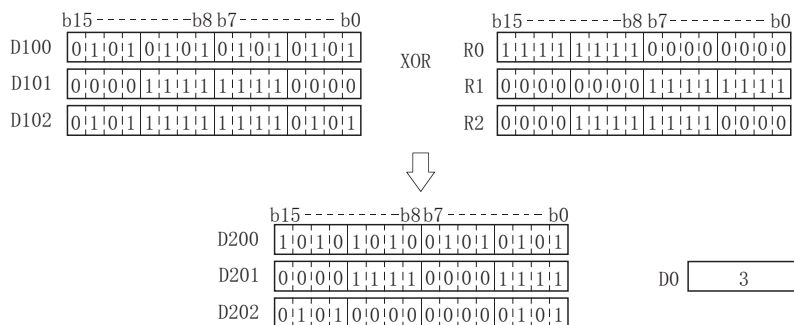 b15 --------- b8 b7 --------- b0
D100 0 1 0 1 0 1 0 1 0 1 0 1 0 1 0 1
D101 0 0 0 0 1 1 1 1 1 1 1 1 0 0 0 0
D102 0 1 0 1 1 1 1 1 1 1 1 1 0 1 0 1
XOR
b15 --------- b8 b7 --------- b0
R0 1 1 1 1 1 1 1 1 0 0 0 0 0 0 0 0
R1 0 0 0 0 0 0 0 0 1 1 1 1 1 1 1 1
R2 0 0 0 0 1 1 1 1 1 1 1 1 0 0 0 0
b15 --------- b8 b7 --------- b0
D200 1 0 1 0 1 0 1 0 0 1 0 1 0 1 0 1
D201 0 0 0 0 1 1 1 1 0 0 0 0 1 1 1 1
D202 0 1 0 1 0 0 0 0 0 0 0 0 0 1 0 1
D0 3